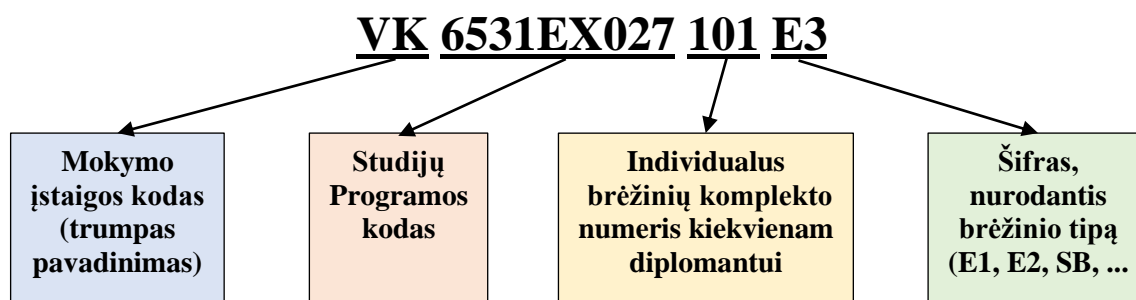 VK 6531EX027 101 E3
Mokymo
įstaigos kodas
(trumpas
pavadinimas)
Studijų
Programos
kodas
Individualus
brėžinių komplekto
numeris kiekvienam
diplomantui
Šifras,
nurodantis
brėžinio tipą
(E1, E2, SB, ...